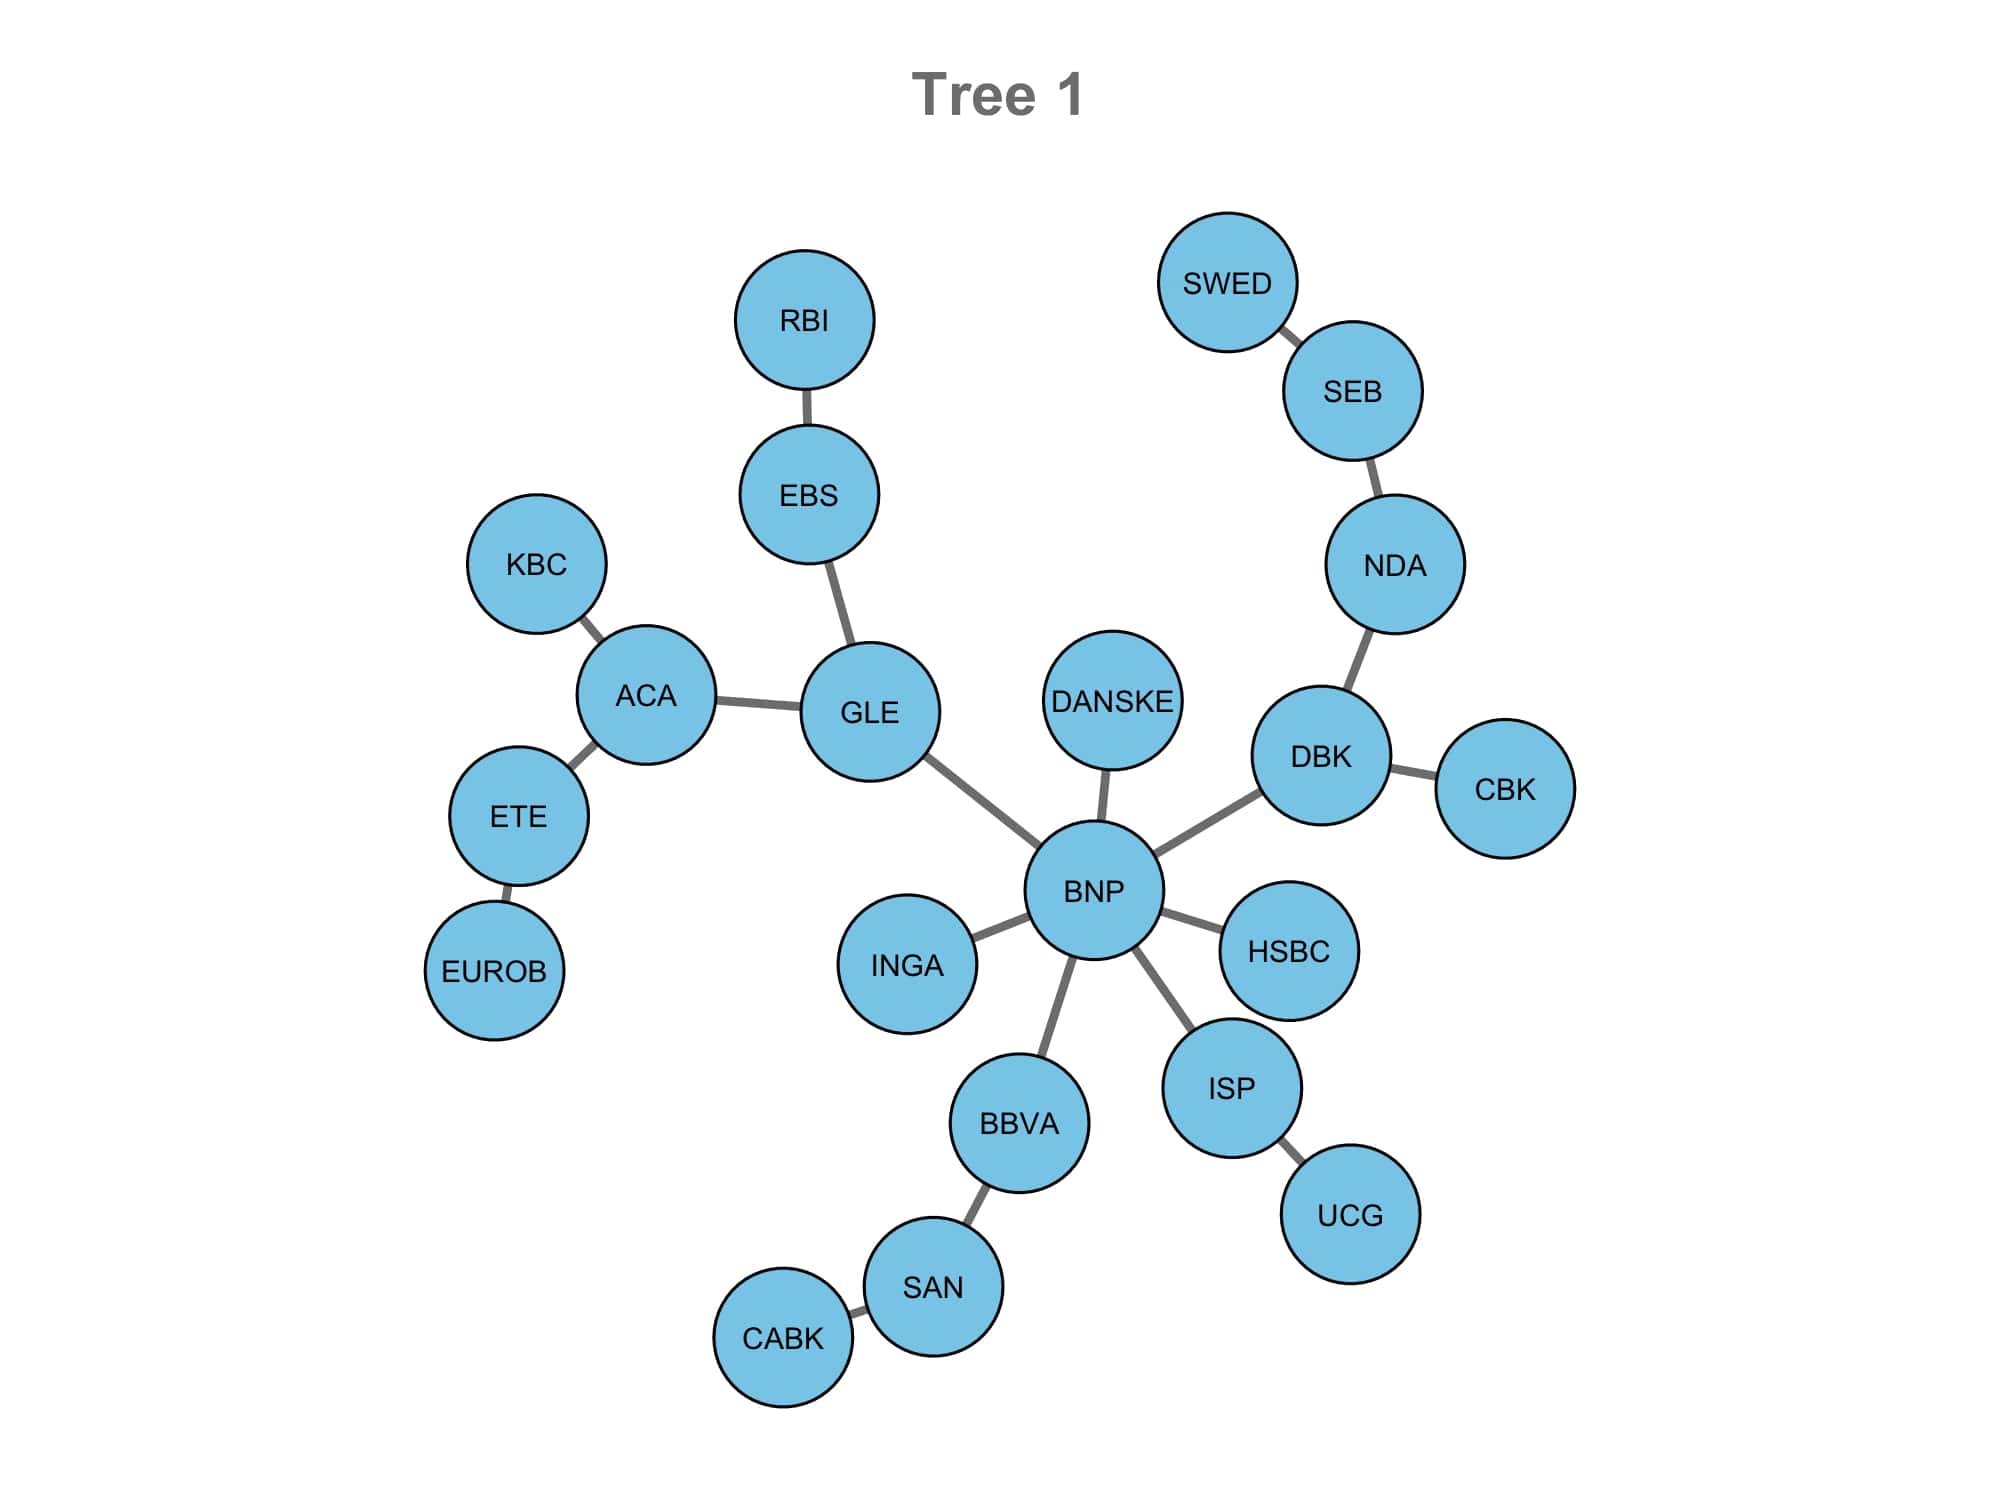 Tree 1
SWED
RBI
SEB
EBS
KBC
NDA
ACA
DANSKE
GLE
DBK
CBK
ETE
BNP
HSBC
INGA
EUROB
ISP
BBVA
UCG
SAN
CABK